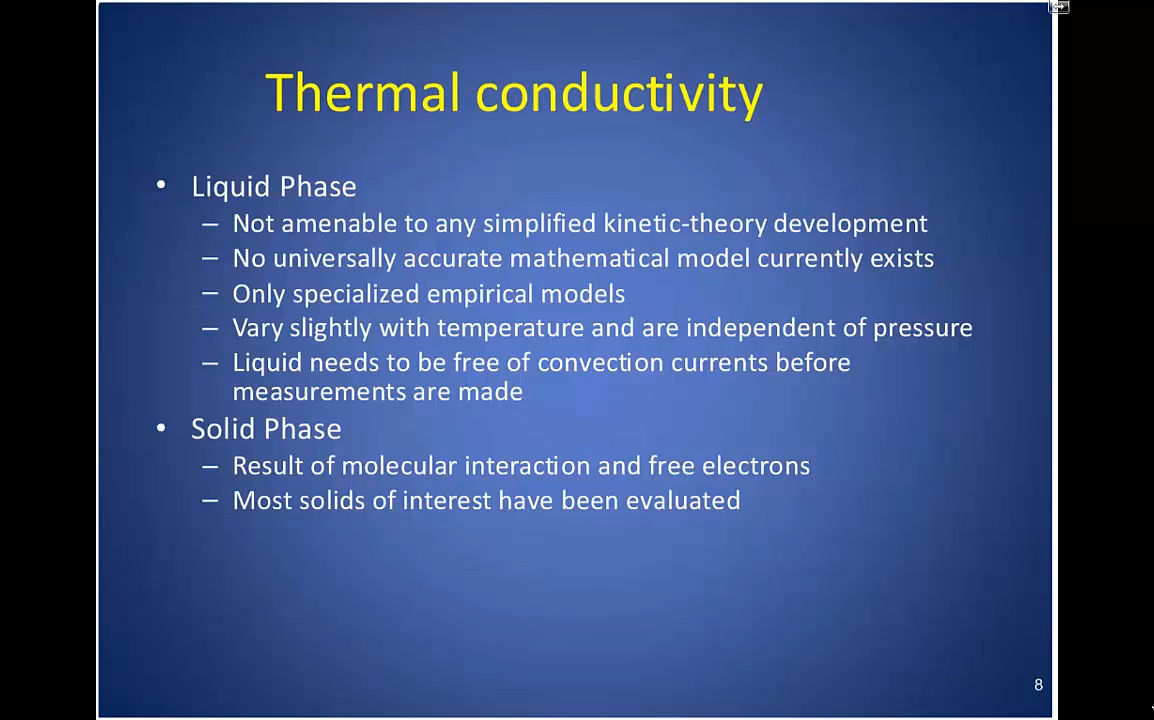 Thermal conductivity
• Liquid Phase
– Not amenable to any simplified kinetic-theory development
– No universally accurate mathematical model currently exists
– Only specialized empirical models
– Vary slightly with temperature and are independent of pressure
– Liquid needs to be free of convection currents before
measurements are made
• Solid Phase
– Result of molecular interaction and free electrons
– Most solids of interest have been evaluated
8